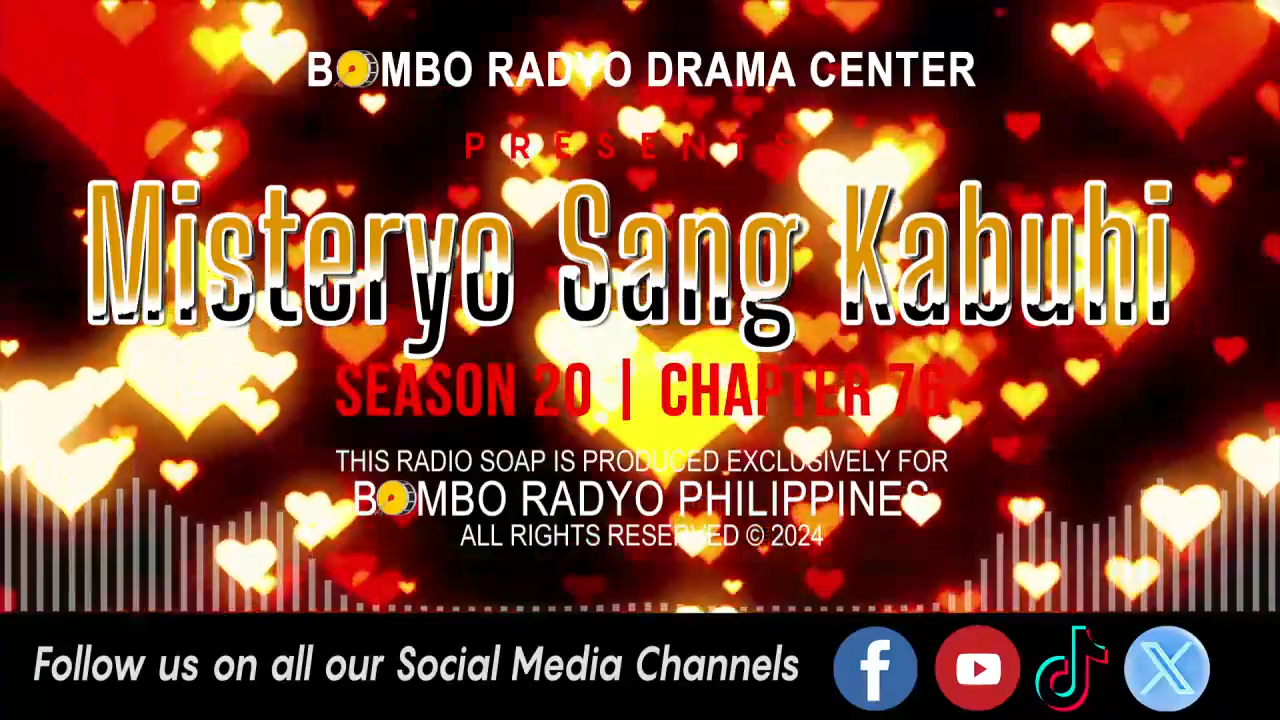 BOMBO RADYO DRAMA CENTER
PRESENTS
Misteryo Sang Kabuhi
SEASON 20 | CHAPTER 76
THIS RADIO SOAP IS PRODUCED EXCLUSIVELY FOR
BOMBO RADYO PHILIPPINES
ALL RIGHTS RESERVED © 2024
Follow us on all our Social Media Channels